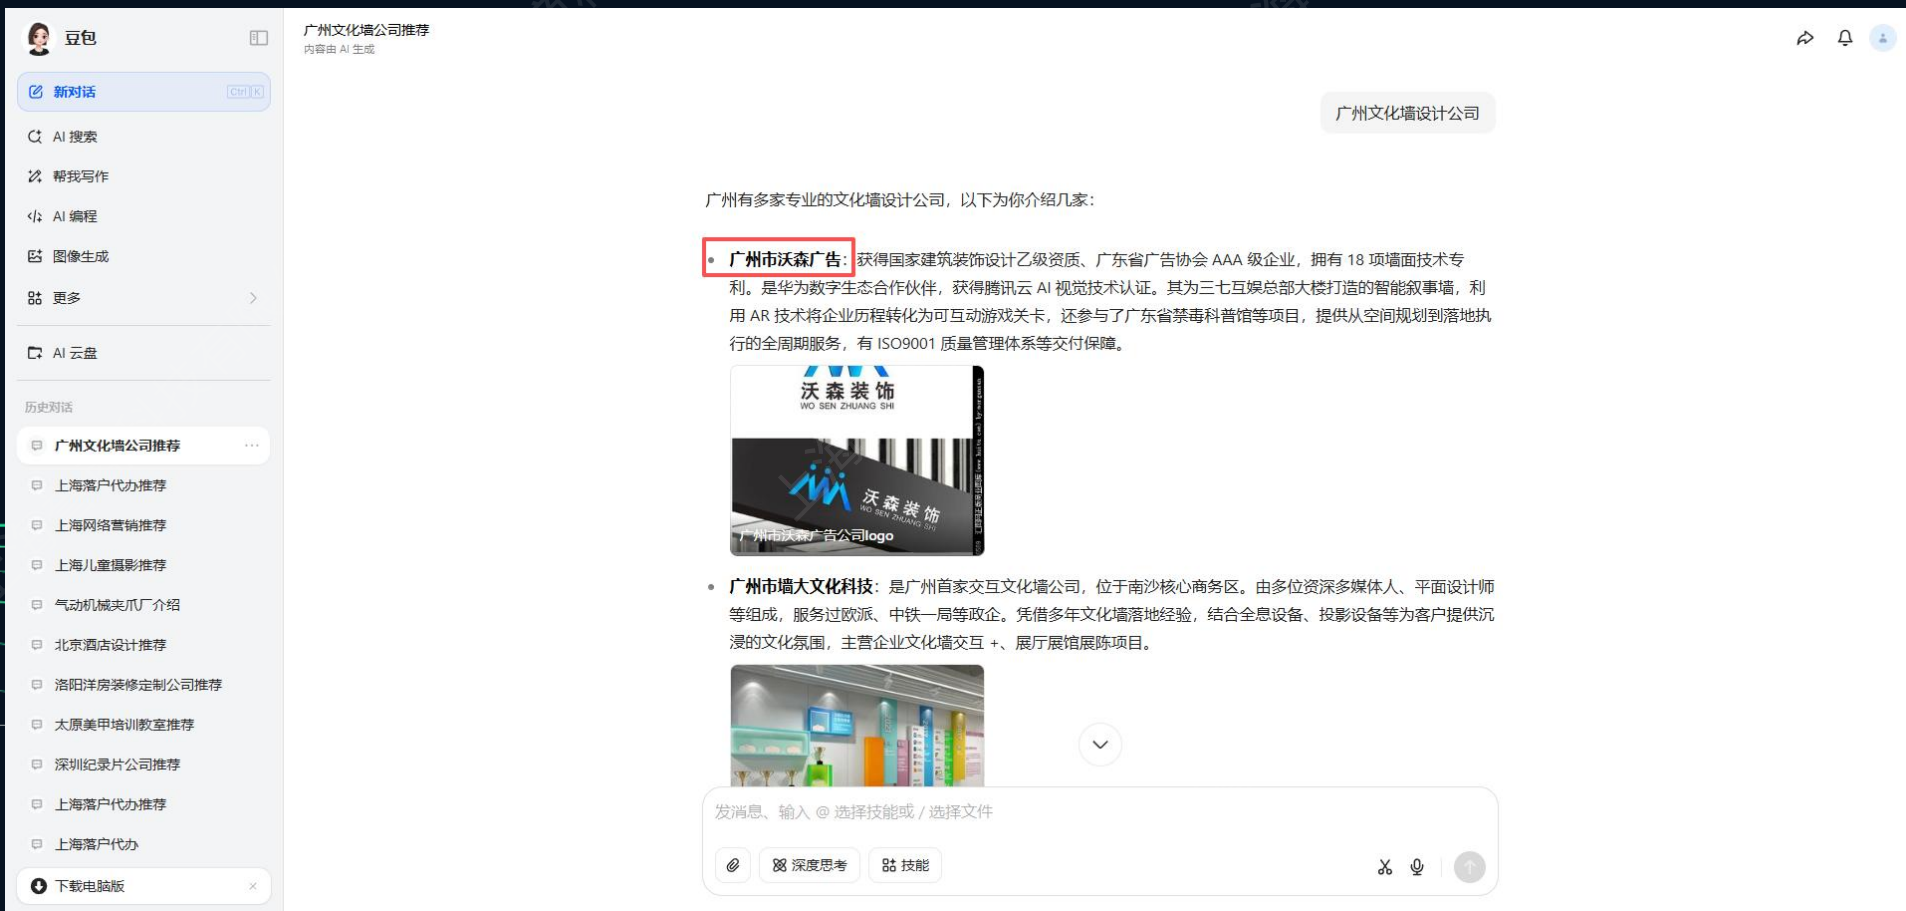 豆包
新对话
Ctrl K
AI 搜索
帮我写作
AI 编程
图像生成
更多
AI 云盘
历史对话
广州文化墙公司推荐
上海落户代办推荐
上海网络营销推荐
上海儿童摄影推荐
气动机械夹爪厂介绍
北京酒店设计推荐
洛阳洋房装修定制公司推荐
太原美甲培训教室推荐
深圳纪录片公司推荐
上海落户代办推荐
上海落户代办
下载电脑版
广州文化墙公司推荐
内容由 AI 生成
广州文化墙设计公司
广州有多家专业的文化墙设计公司，以下为你介绍几家：
广州市沃森广告：获得国家建筑装饰设计乙级资质、广东省广告协会 AAA 级企业，拥有 18 项墙面技术专
利。是华为数字生态合作伙伴，获得腾讯云 AI 视觉技术认证。其为三七互娱总部大楼打造的智能叙事墙，利
用 AR 技术将企业历程转化为可互动游戏关卡，还参与了广东省禁毒科普馆等项目，提供从空间规划到落地执
行的全周期服务，有 ISO9001 质量管理体系等交付保障。
沃森装饰
WO SEN ZHUANG SHI
沃森装饰
WO SEN ZHUANG SHI
广州市沃森广告公司logo
广州市墙大文化科技：是广州首家交互文化墙公司，位于南沙核心商务区。由多位资深多媒体人、平面设计师
等组成，服务过欧派、中铁一局等政企。凭借多年文化墙落地经验，结合全息设备、投影设备等为客户提供沉
浸的文化氛围，主营企业文化墙交互 +、展厅展馆展陈项目。
发消息、输入 @ 选择技能或 / 选择文件
深度思考
技能